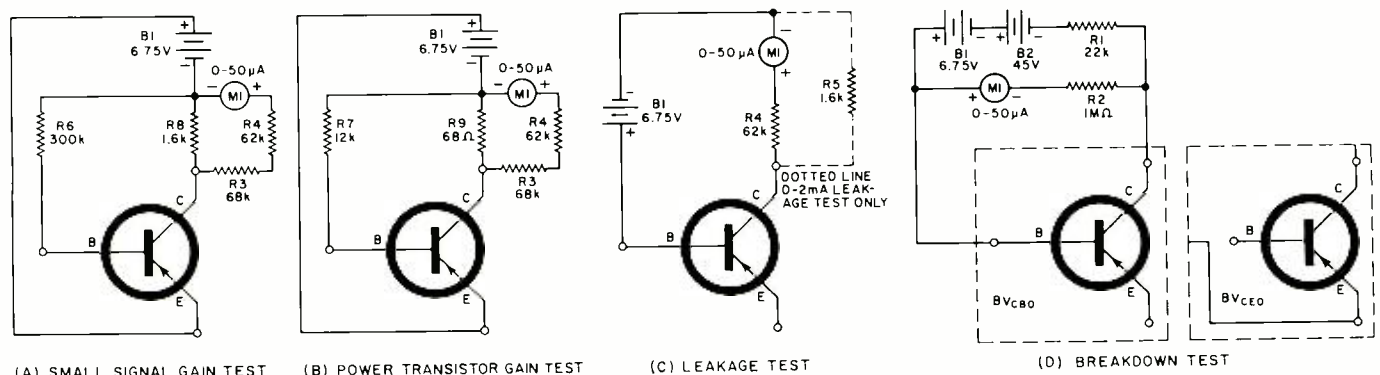 B1
6.75V
+
−
0-50μA
− M1 +
R6
300k
R8
1.6k
R4
62k
R3
68k
C
B
E
(A) SMALL SIGNAL GAIN TEST
B1
6.75V
+
−
0-50μA
− M1 +
R7
12k
R9
68Ω
R4
62k
R3
68k
C
B
E
(B) POWER TRANSISTOR GAIN TEST
−
0-50μA M1
+
R5
1.6k
B1
6.75V
−
+
R4
62k
DOTTED LINE
0-2mA LEAK-
AGE TEST ONLY
C
B
E
(C) LEAKAGE TEST
+ − + −
B1
6.75V
B2
45V
R1
22k
+ M1 −
0-50μA
R2
1MΩ
C
B
E
BVCBO
C
B
E
BVCEO
(D) BREAKDOWN TEST